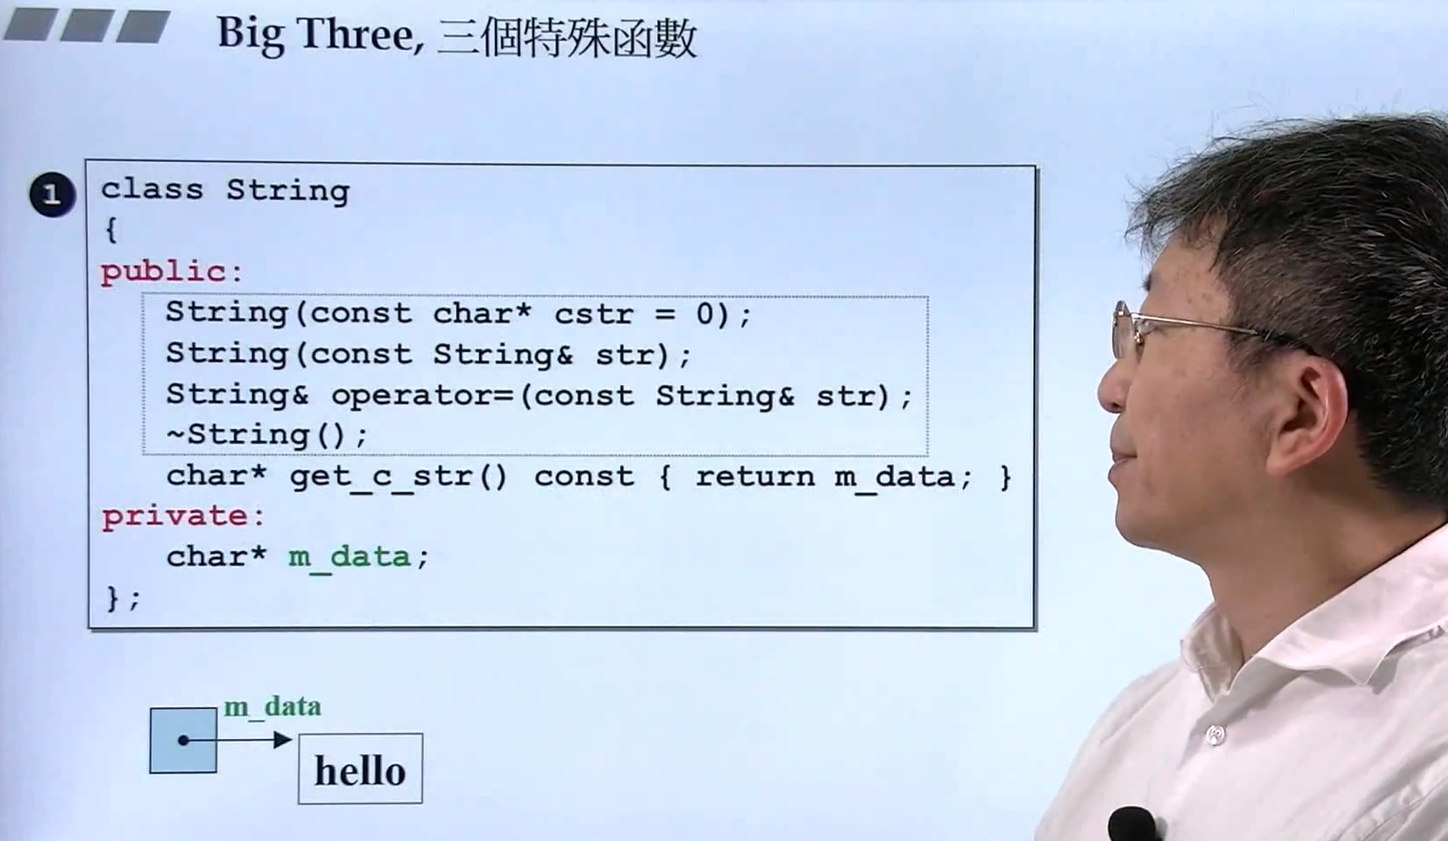 Big Three, 三個特殊函數
1
class String
{
public:
String(const char* cstr = 0);
String(const String& str);
String& operator=(const String& str);
~String();
char* get_c_str() const { return m_data; }
private:
char* m_data;
};
m_data
hello